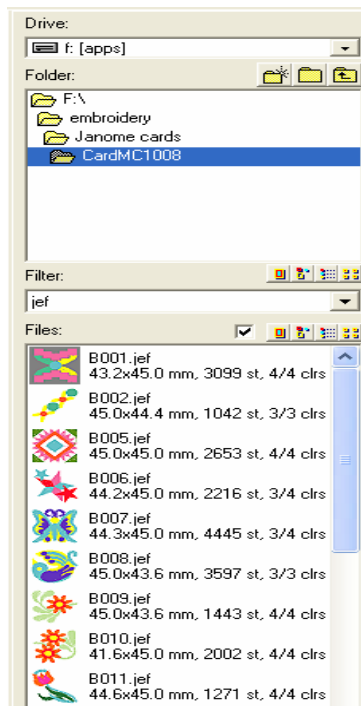 Drive:
f: [apps]
Folder:
F:\
embroidery
Janome cards
CardMC1008
Filter:
jef
Files:
B001.jef
43.2x45.0 mm, 3099 st, 4/4 clrs
B002.jef
45.0x44.4 mm, 1042 st, 3/3 clrs
B005.jef
45.0x45.0 mm, 2653 st, 4/4 clrs
B006.jef
44.2x45.0 mm, 2216 st, 3/4 clrs
B007.jef
44.3x45.0 mm, 4445 st, 3/4 clrs
B008.jef
45.0x43.6 mm, 3597 st, 3/3 clrs
B009.jef
45.0x43.6 mm, 1443 st, 4/4 clrs
B010.jef
41.6x45.0 mm, 2002 st, 4/4 clrs
B011.jef
44.6x45.0 mm, 1271 st, 4/4 clrs